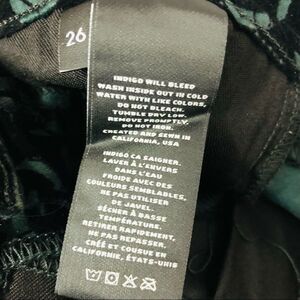 26
INDIGO WILL BLEED
WASH INSIDE OUT IN COLD
WATER WITH LIKE COLORS,
DO NOT BLEACH.
TUMBLE DRY LOW.
REMOVE PROMPTLY.
DO NOT IRON.
CREATED AND SEWN IN
CALIFORNIA, USA
INDIGO CA SAIGNER.
LAVER À L'ENVERS
DANS L'EAU
FROIDE AVEC DES
COULEURS SEMBLABLES,
NE PAS UTILISER
DE JAVEL.
SÉCHER À BASSE
TEMPÉRATURE.
RETIRER RAPIDEMENT,
NE PAS REPASSER.
CRÉÉ ET COUSU EN
CALIFORNIE, ÉTATS-UNIS